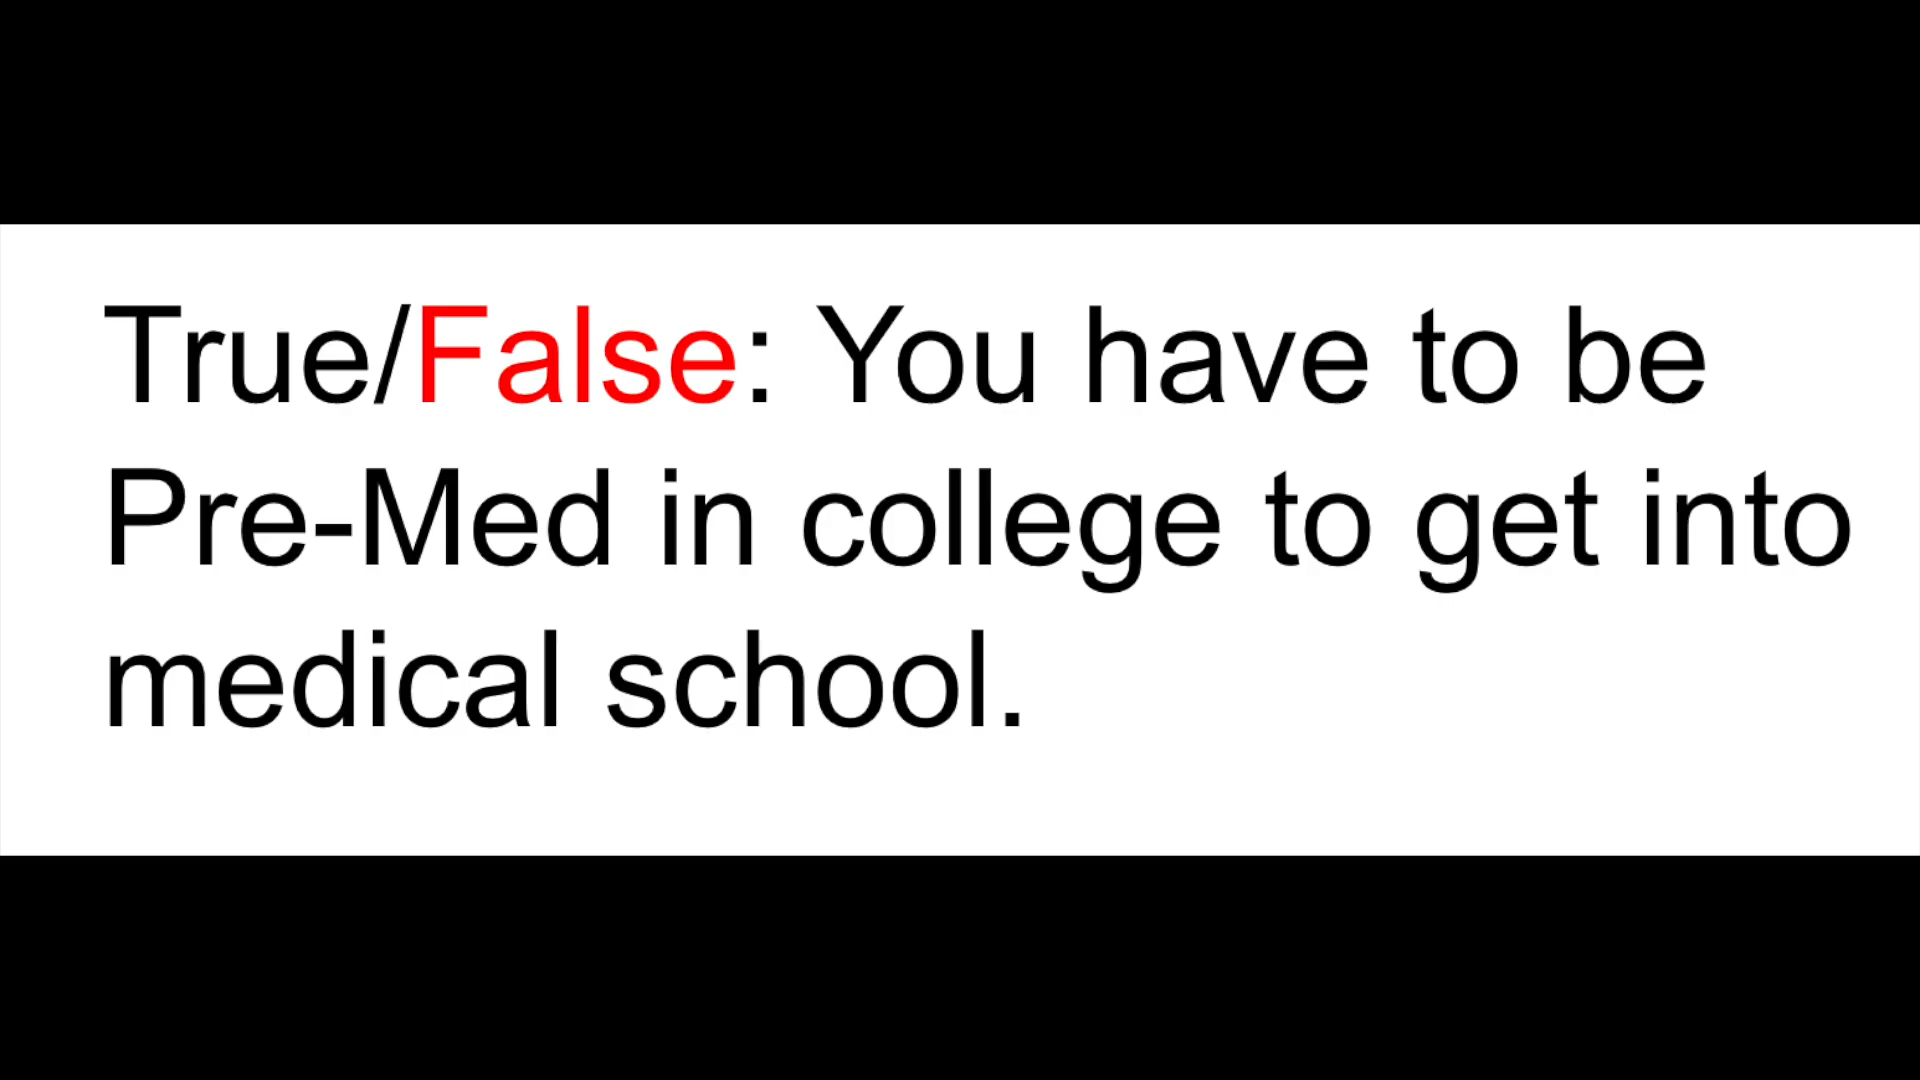 True/False: You have to be
Pre-Med in college to get into
medical school.